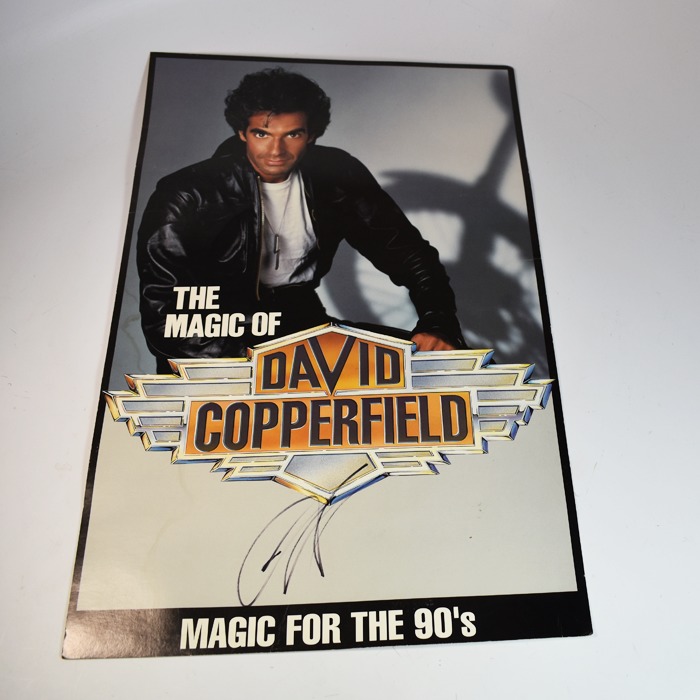 THE
MAGIC OF
DAVID
COPPERFIELD
MAGIC FOR THE 90's